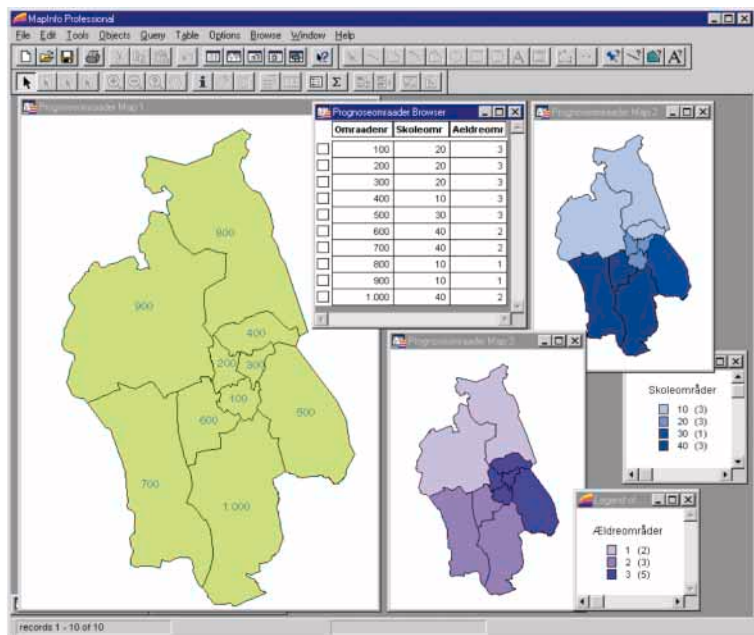 MapInfo Professional
File Edit Tools Objects Query Table Options Browse Window Help
Prognoseomraader Map 1
800
900
400
200
300
100
500
600
700
1.000
Prognoseomraader Browser
Omraadenr Skoleomr Aeldreomr
100 20 3
200 20 3
300 20 3
400 10 3
500 30 3
600 40 2
700 40 2
800 10 1
900 10 1
1.000 40 2
Prognoseomraader Map 2
Prognoseomraader Map 3
Skoleområder
10 (3)
20 (3)
30 (1)
40 (3)
Legend of...
Ældreområder
1 (2)
2 (3)
3 (5)
records 1 - 10 of 10